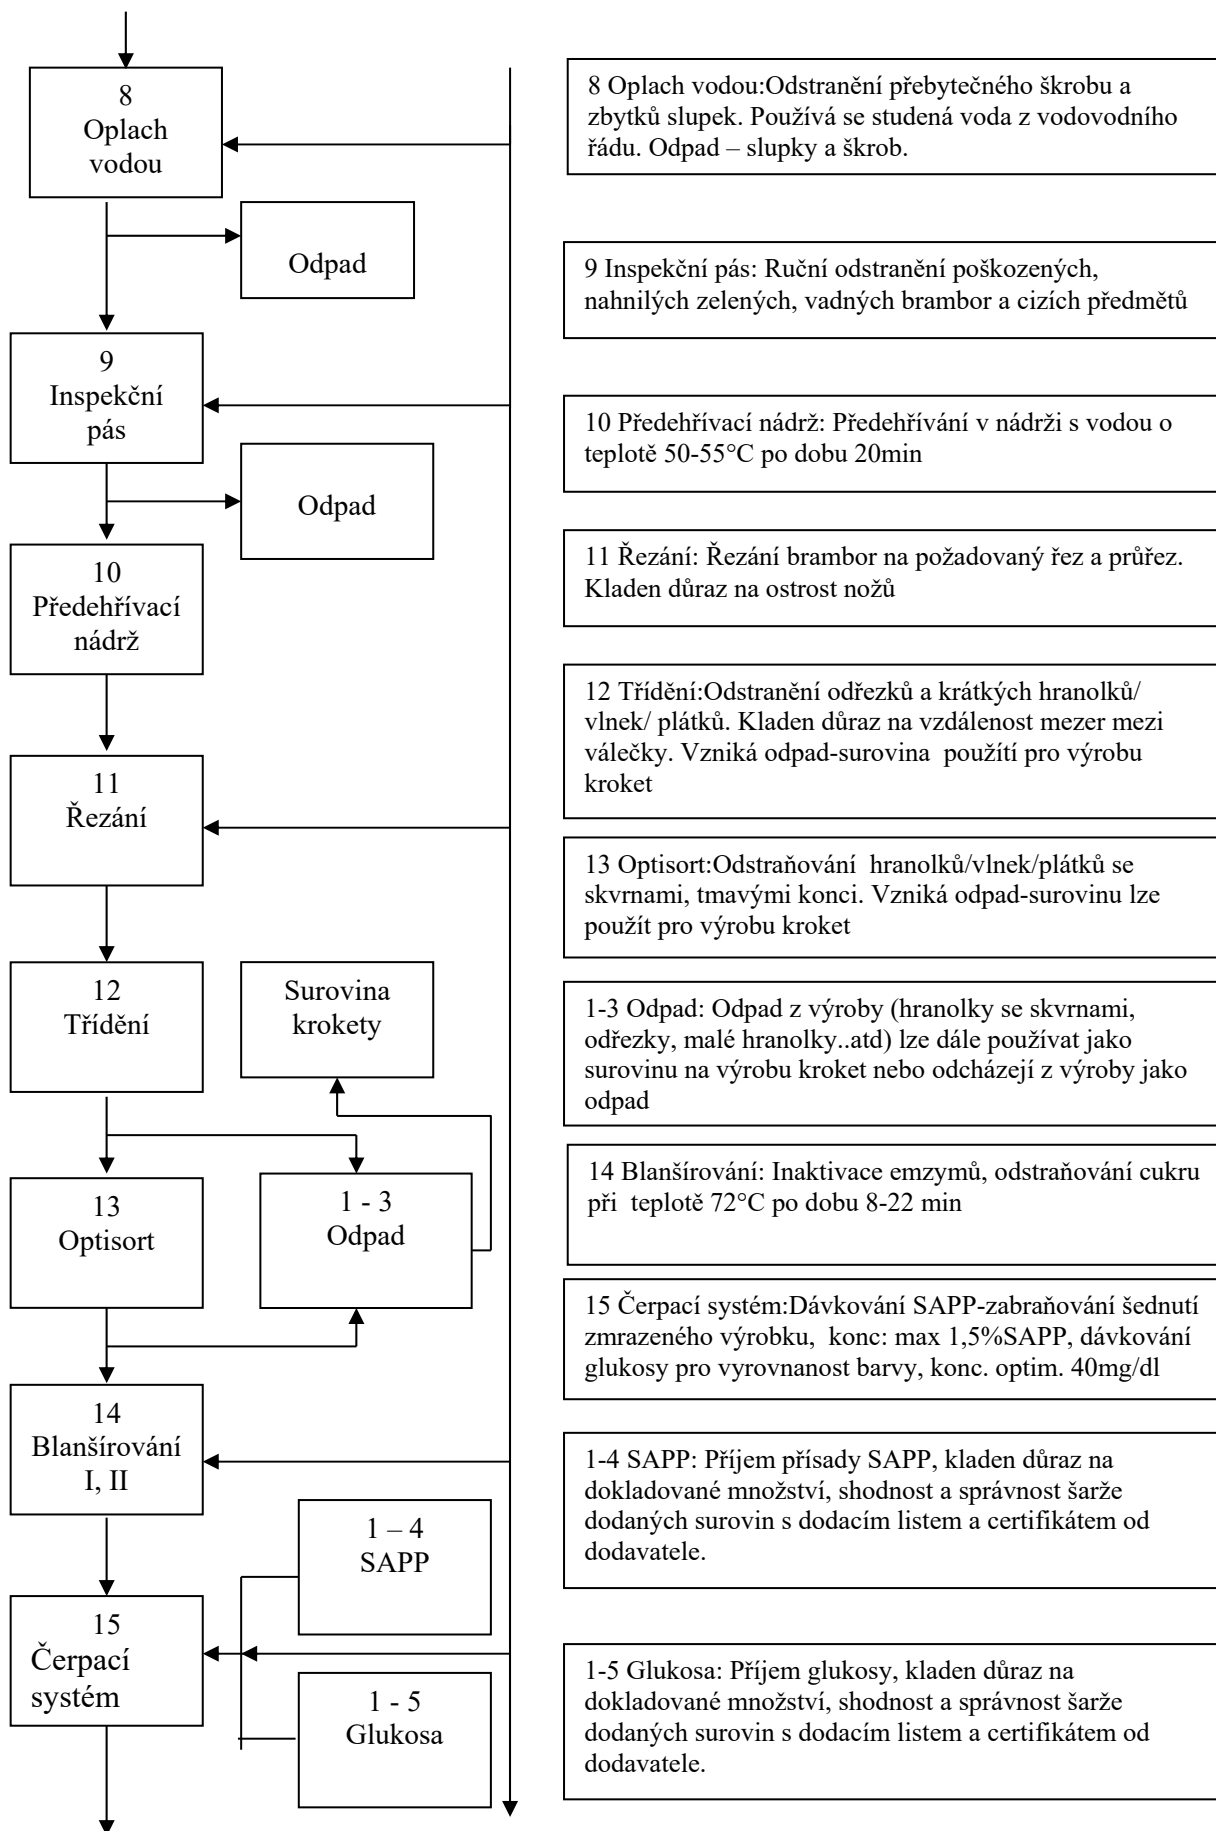 8
Oplach
vodou
Odpad
9
Inspekční
pás
Odpad
10
Předehřívací
nádrž
11
Řezání
12
Třídění
Surovina
krokety
13
Optisort
1 - 3
Odpad
14
Blanšírování
I, II
1 – 4
SAPP
15
Čerpací
systém
1 - 5
Glukosa
8 Oplach vodou:Odstranění přebytečného škrobu a
zbytků slupek. Používá se studená voda z vodovodního
řádu. Odpad – slupky a škrob.
9 Inspekční pás: Ruční odstranění poškozených,
nahnilých zelených, vadných brambor a cizích předmětů
10 Předehřívací nádrž: Předehřívání v nádrži s vodou o
teplotě 50-55°C po dobu 20min
11 Řezání: Řezání brambor na požadovaný řez a průřez.
Kladen důraz na ostrost nožů
12 Třídění:Odstranění odřezků a krátkých hranolků/
vlnek/ plátků. Kladen důraz na vzdálenost mezer mezi
válečky. Vzniká odpad-surovina  použítí pro výrobu
kroket
13 Optisort:Odstraňování  hranolků/vlnek/plátků se
skvrnami, tmavými konci. Vzniká odpad-surovinu lze
použít pro výrobu kroket
1-3 Odpad: Odpad z výroby (hranolky se skvrnami,
odřezky, malé hranolky..atd) lze dále používat jako
surovinu na výrobu kroket nebo odcházejí z výroby jako
odpad
14 Blanšírování: Inaktivace emzymů, odstraňování cukru
při  teplotě 72°C po dobu 8-22 min
15 Čerpací systém:Dávkování SAPP-zabraňování šednutí
zmrazeného výrobku,  konc: max 1,5%SAPP, dávkování
glukosy pro vyrovnanost barvy, konc. optim. 40mg/dl
1-4 SAPP: Příjem přísady SAPP, kladen důraz na
dokladované množství, shodnost a správnost šarže
dodaných surovin s dodacím listem a certifikátem od
dodavatele.
1-5 Glukosa: Příjem glukosy, kladen důraz na
dokladované množství, shodnost a správnost šarže
dodaných surovin s dodacím listem a certifikátem od
dodavatele.